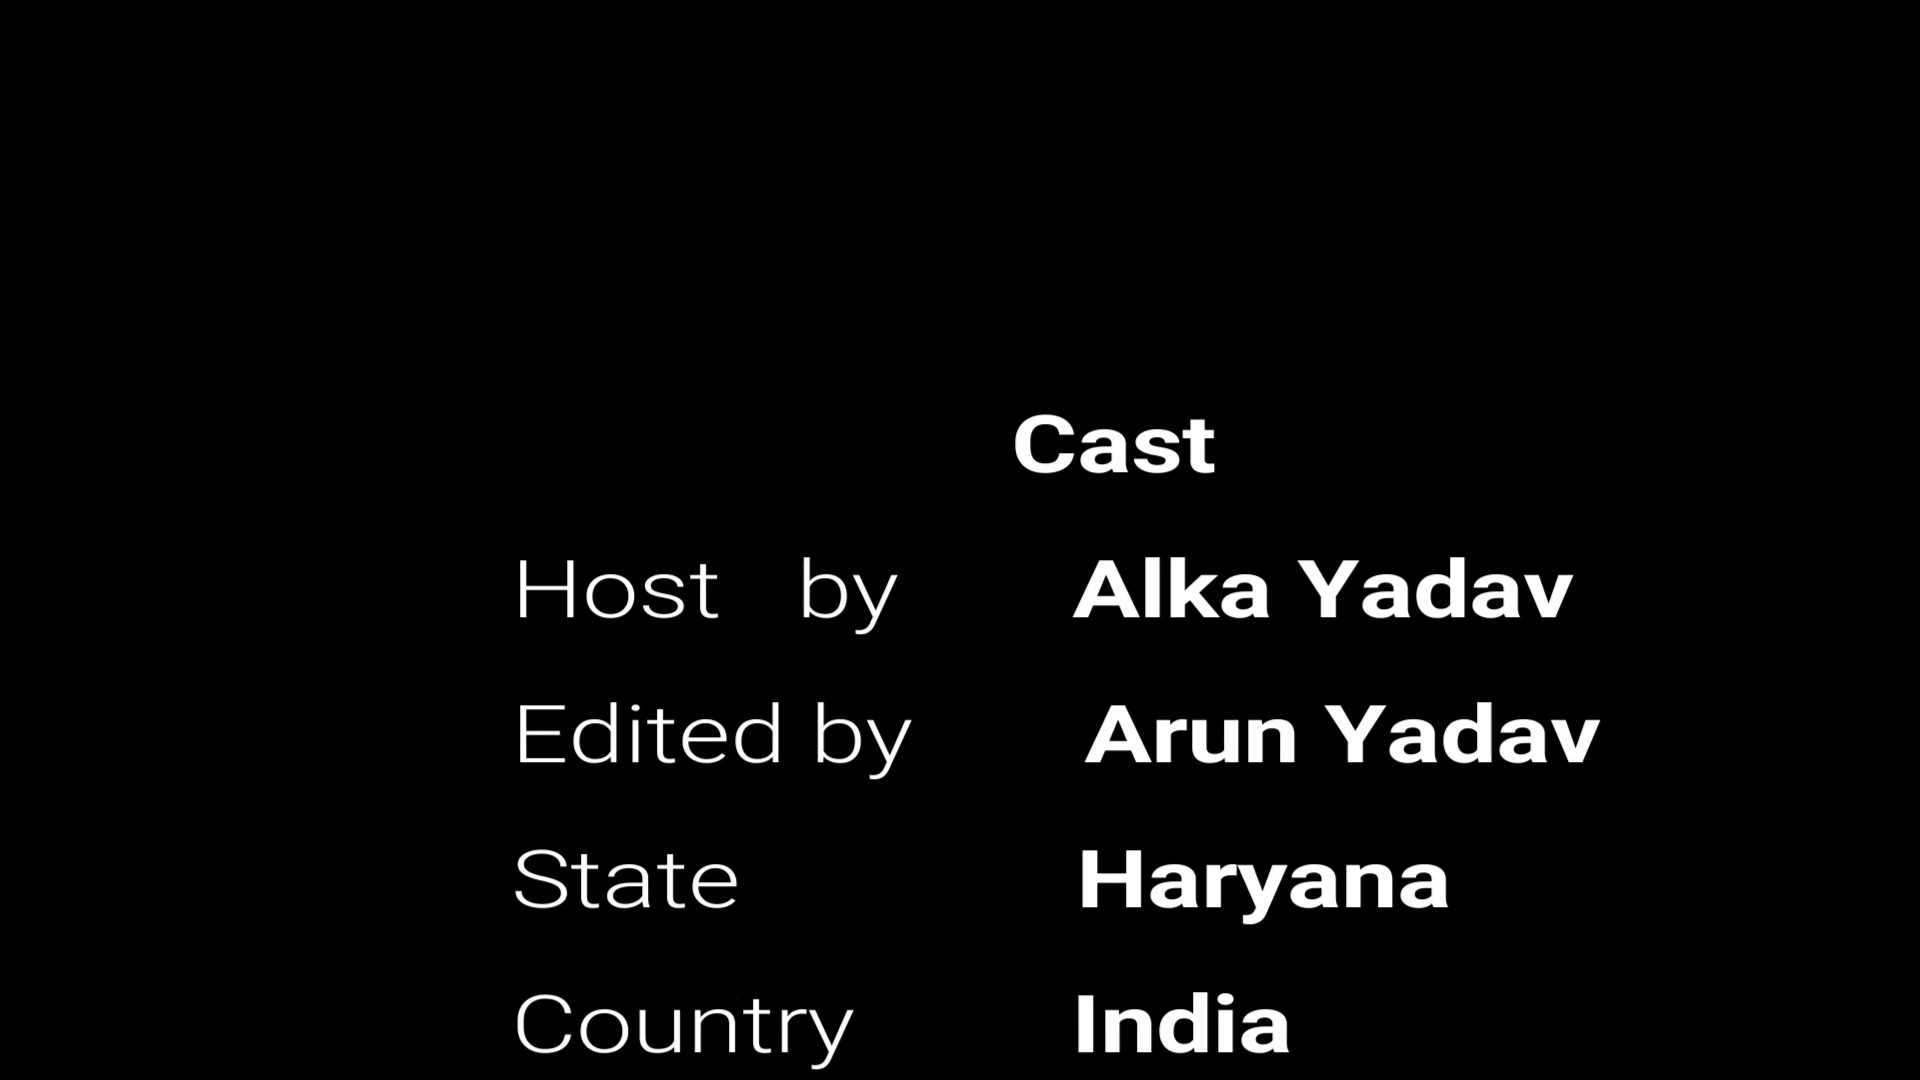 Cast
Host by Alka Yadav
Edited by Arun Yadav
State Haryana
Country India